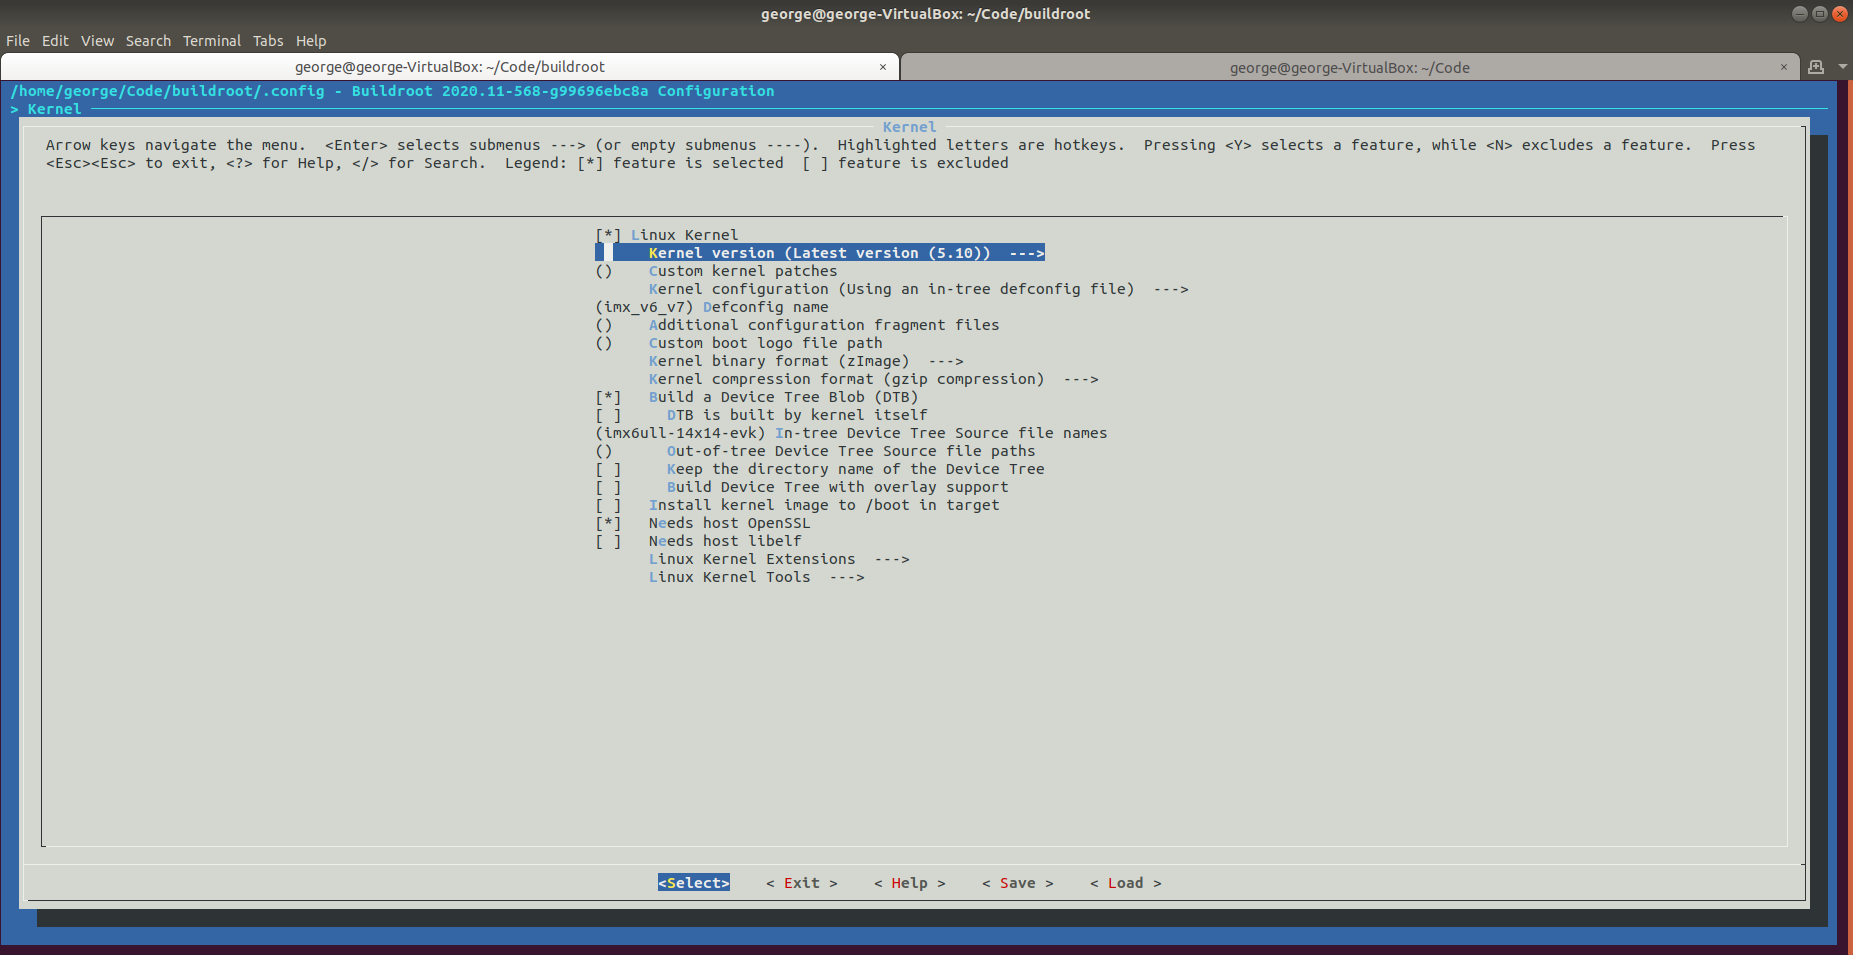 george@george-VirtualBox: ~/Code/buildroot
File Edit View Search Terminal Tabs Help
george@george-VirtualBox: ~/Code/buildroot × george@george-VirtualBox: ~/Code ×
/home/george/Code/buildroot/.config - Buildroot 2020.11-568-g99696ebc8a Configuration
> Kernel
Kernel
Arrow keys navigate the menu.  <Enter> selects submenus ---> (or empty submenus ----).  Highlighted letters are hotkeys.  Pressing <Y> selects a feature, while <N> excludes a feature.  Press
<Esc><Esc> to exit, <?> for Help, </> for Search.  Legend: [*] feature is selected  [ ] feature is excluded
[*] Linux Kernel
Kernel version (Latest version (5.10))  --->
()    Custom kernel patches
Kernel configuration (Using an in-tree defconfig file)  --->
(imx_v6_v7) Defconfig name
()    Additional configuration fragment files
()    Custom boot logo file path
Kernel binary format (zImage)  --->
Kernel compression format (gzip compression)  --->
[*]   Build a Device Tree Blob (DTB)
[ ]     DTB is built by kernel itself
(imx6ull-14x14-evk) In-tree Device Tree Source file names
()      Out-of-tree Device Tree Source file paths
[ ]     Keep the directory name of the Device Tree
[ ]     Build Device Tree with overlay support
[ ]   Install kernel image to /boot in target
[*]   Needs host OpenSSL
[ ]   Needs host libelf
Linux Kernel Extensions  --->
Linux Kernel Tools  --->
<Select>    < Exit >    < Help >    < Save >    < Load >